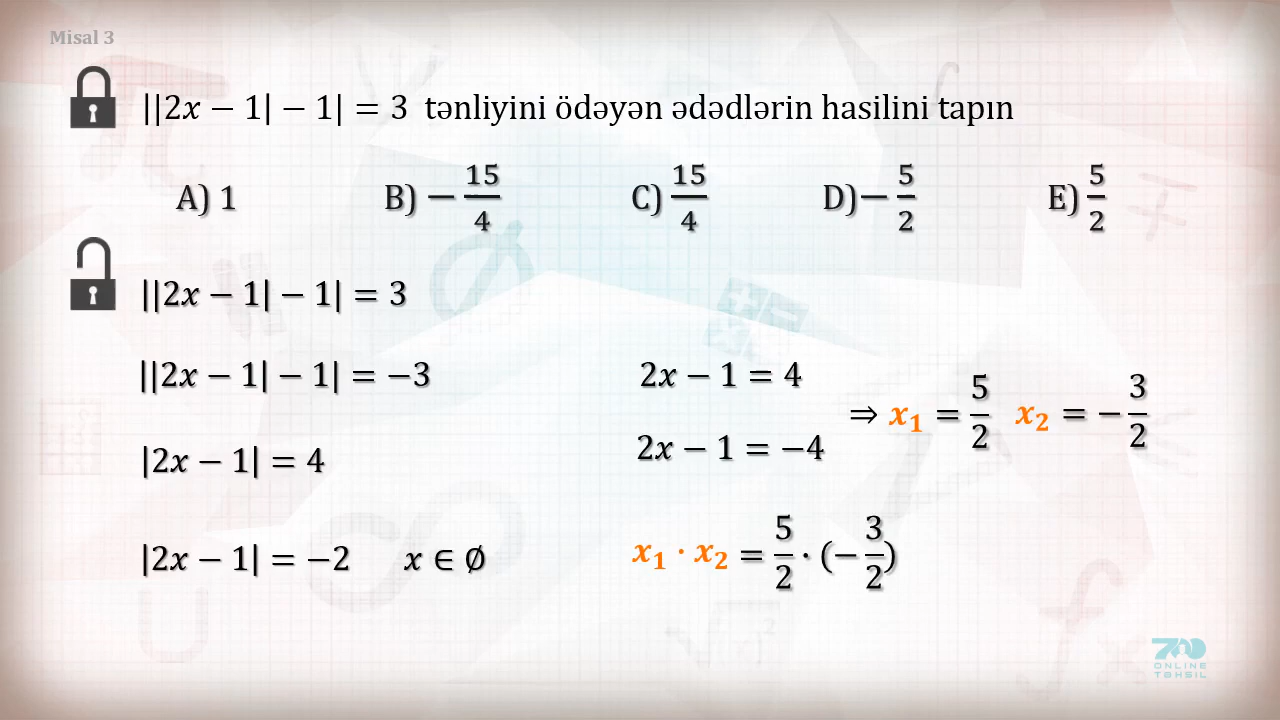 Misal 3
||2x − 1| − 1| = 3 tənliyini ödəyən ədədlərin hasilini tapın
A) 1 B) −15/4 C) 15/4 D)−5/2 E) 5/2
||2x − 1| − 1| = 3
||2x − 1| − 1| = −3
|2x − 1| = 4
|2x − 1| = −2 x ∈ ∅
2x − 1 = 4
2x − 1 = −4
⇒ x₁ = 5/2 x₂ = −3/2
x₁ · x₂ = 5/2 · (−3/2)
700
ONLINE
TƏHSIL